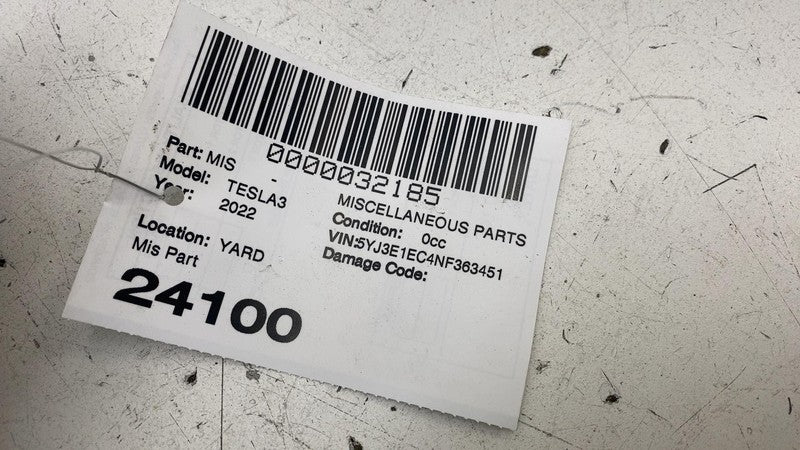 0000032185
Part: MIS - MISCELLANEOUS PARTS
Model: TESLA3 Condition: 0cc
Year: 2022 VIN:5YJ3E1EC4NF363451
Damage Code:
Location: YARD
Mis Part
24100